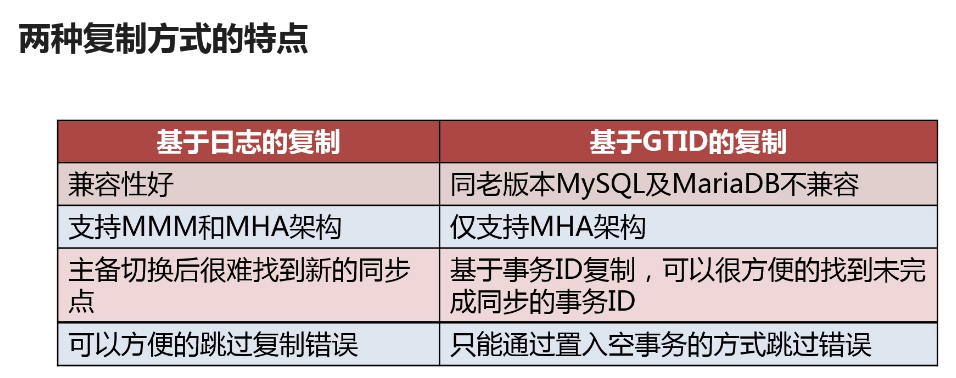 两种复制方式的特点
基于日志的复制
基于GTID的复制
兼容性好
同老版本MySQL及MariaDB不兼容
支持MMM和MHA架构
仅支持MHA架构
主备切换后很难找到新的同步
点
基于事务ID复制，可以很方便的找到未完
成同步的事务ID
可以方便的跳过复制错误
只能通过置入空事务的方式跳过错误